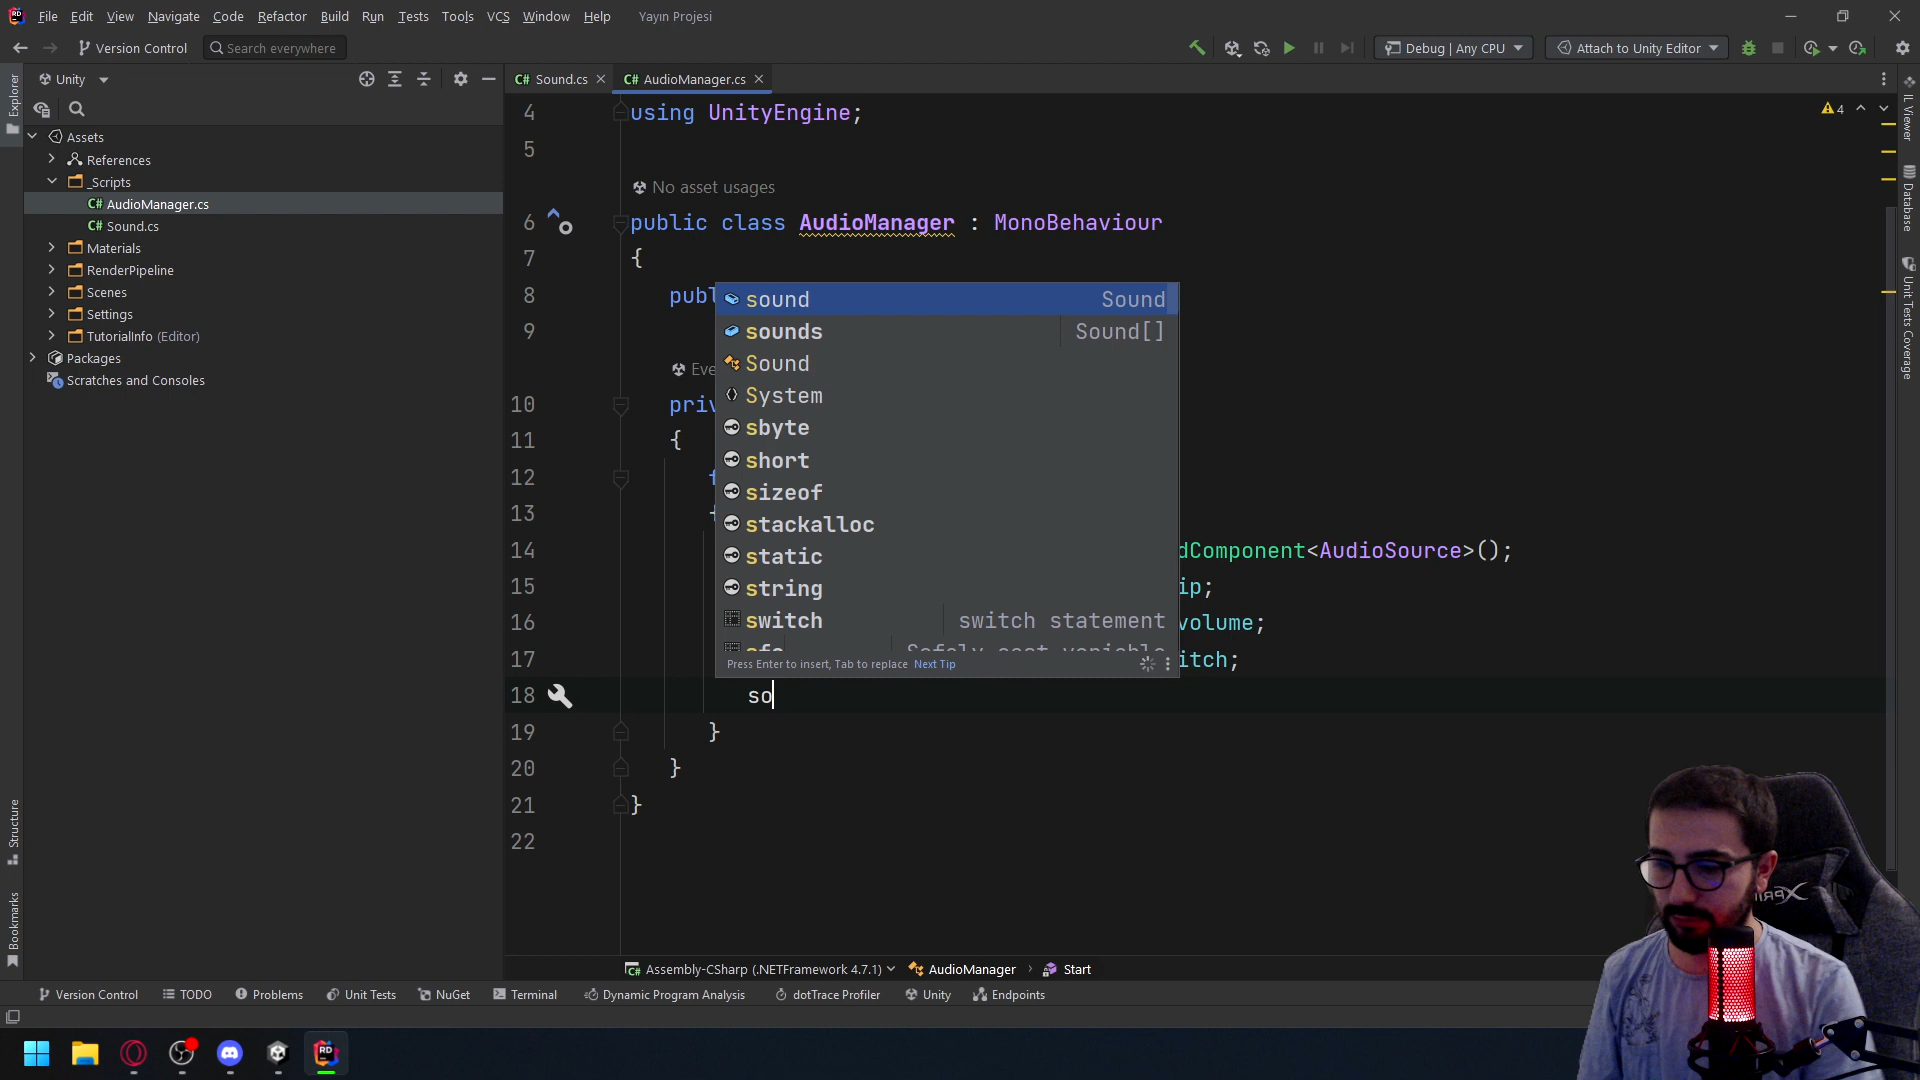 File Edit View Navigate Code Refactor Build Run Tests Tools VCS Window Help Yayın Projesi
Version Control Search everywhere Debug | Any CPU Attach to Unity Editor
Unity
C# Sound.cs C# AudioManager.cs
Explorer
Assets
References
_Scripts
C# AudioManager.cs
C# Sound.cs
Materials
RenderPipeline
Scenes
Settings
TutorialInfo (Editor)
Packages
Scratches and Consoles
Structure
Bookmarks
4 using UnityEngine;
5
No asset usages
6 public class AudioManager : MonoBehaviour
7 {
8 publ
9
Eve
10 priv
11 {
12 f
13 {
14 dComponent<AudioSource>();
15 ip;
16 volume;
17 itch;
18 so
19 }
20 }
21 }
22
sound Sound
sounds Sound[]
Sound
System
sbyte
short
sizeof
stackalloc
static
string
switch switch statement
Press Enter to insert, Tab to replace Next Tip
4
IL Viewer
Database
Unit Tests Coverage
Assembly-CSharp (.NETFramework 4.7.1) AudioManager Start
Version Control TODO Problems Unit Tests NuGet Terminal Dynamic Program Analysis dotTrace Profiler Unity Endpoints